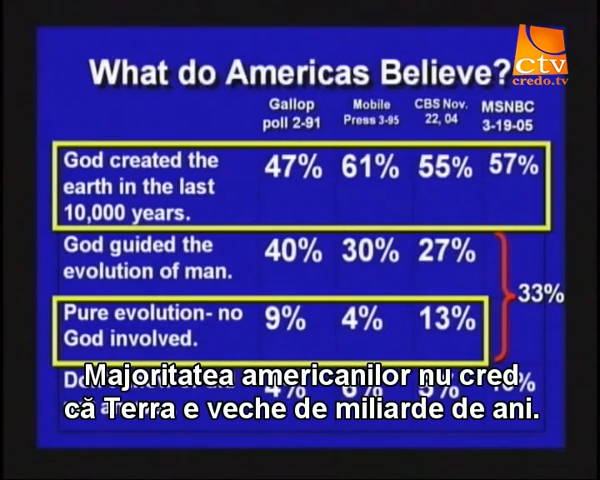 ctv
credo.tv
What do Americas Believe?
Gallop Mobile CBS Nov. MSNBC
poll 2-91 Press 3-95 22, 04 3-19-05
God created the
earth in the last
10,000 years.
47% 61% 55% 57%
God guided the
evolution of man.
40% 30% 27%
33%
Pure evolution- no
God involved.
9% 4% 13%
Majoritatea americanilor nu cred
că Terra e veche de miliarde de ani.